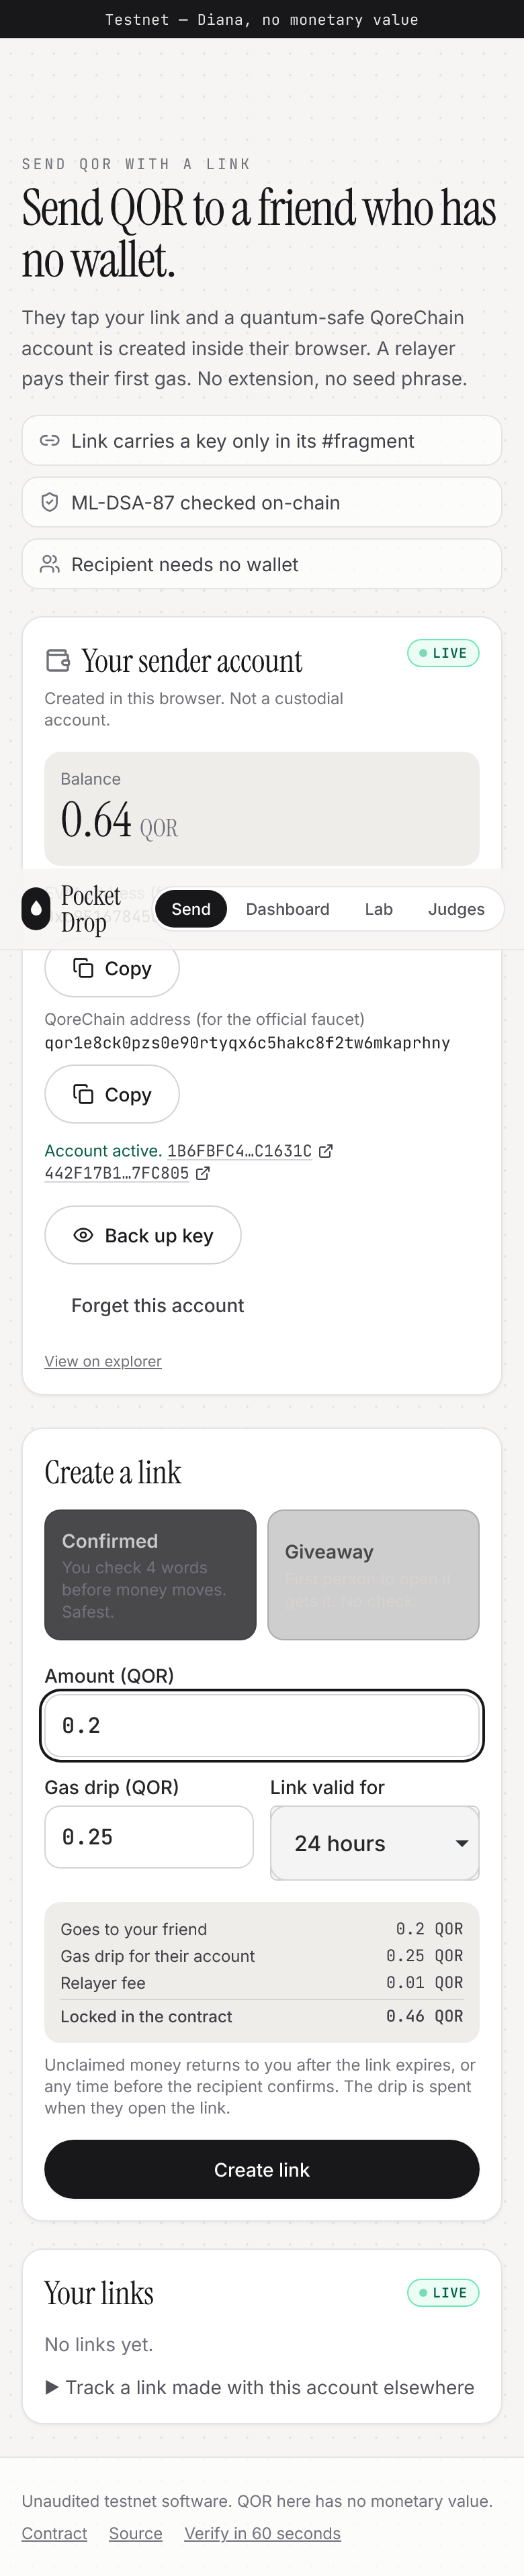 Testnet — Diana, no monetary value
SEND QOR WITH A LINK
Send QOR to a friend who has
no wallet.
They tap your link and a quantum-safe QoreChain
account is created inside their browser. A relayer
pays their first gas. No extension, no seed phrase.
Link carries a key only in its #fragment
ML-DSA-87 checked on-chain
Recipient needs no wallet
Your sender account
LIVE
Created in this browser. Not a custodial
account.
Balance
0.64 QOR
Pocket
Drop
Send
Dashboard
Lab
Judges
Copy
QoreChain address (for the official faucet)
qor1e8ck0pzs0e90rtyqx6c5hakc8f2tw6mkaprhny
Copy
Account active. 1B6FBFC4…C1631C
442F17B1…7FC805
Back up key
Forget this account
View on explorer
Create a link
Confirmed
You check 4 words
before money moves.
Safest.
Giveaway
First person to open it
gets it. No check.
Amount (QOR)
0.2
Gas drip (QOR)
Link valid for
0.25
24 hours
Goes to your friend 0.2 QOR
Gas drip for their account 0.25 QOR
Relayer fee 0.01 QOR
Locked in the contract 0.46 QOR
Unclaimed money returns to you after the link expires, or
any time before the recipient confirms. The drip is spent
when they open the link.
Create link
Your links
LIVE
No links yet.
Track a link made with this account elsewhere
Unaudited testnet software. QOR here has no monetary value.
Contract Source Verify in 60 seconds